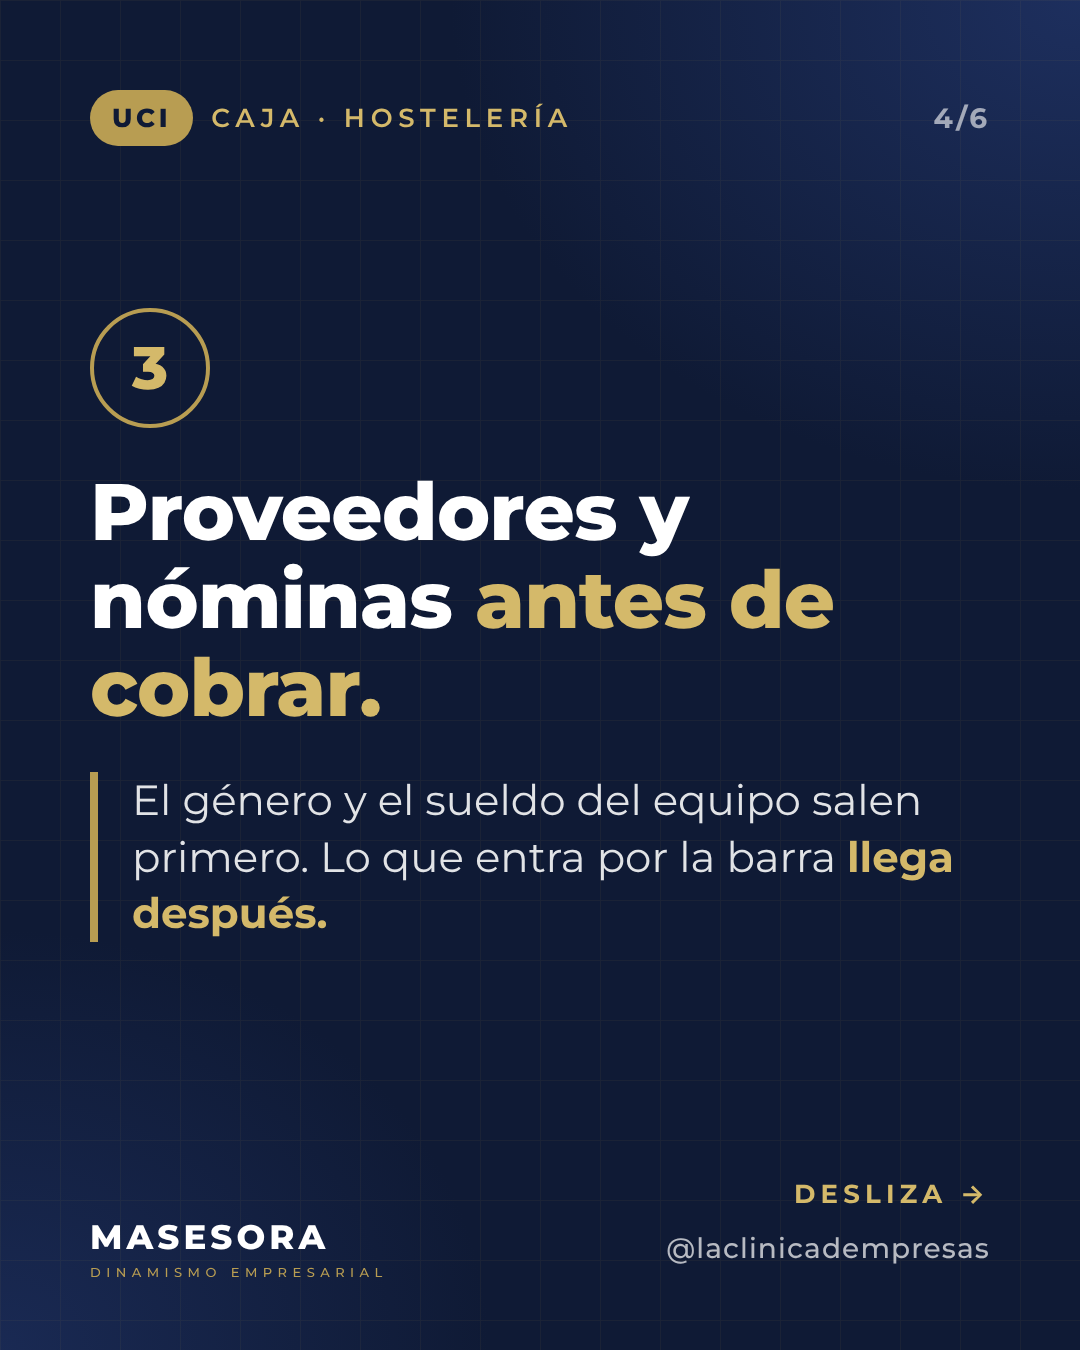 UCI CAJA · HOSTELERÍA 4/6
3
Proveedores y
nóminas antes de
cobrar.
El género y el sueldo del equipo salen
primero. Lo que entra por la barra llega
después.
DESLIZA →
MASESORA
DINAMISMO EMPRESARIAL
@laclinicadempresas